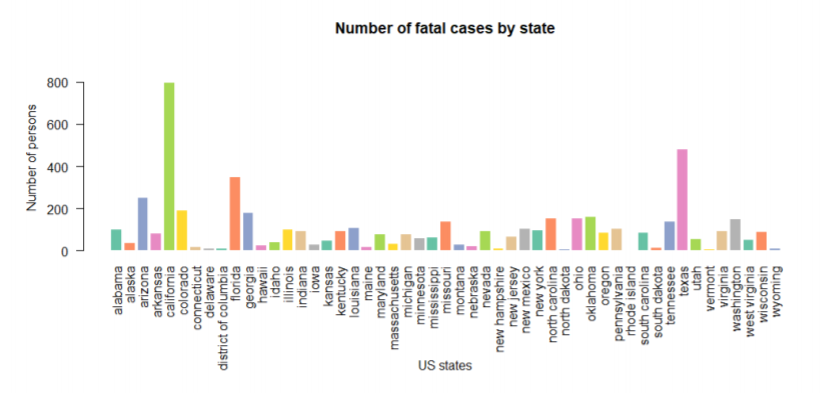 Number of fatal cases by state
Number of persons
800
600
400
200
0
alabama
alaska
arizona
arkansas
california
colorado
connecticut
delaware
district of columbia
florida
georgia
hawaii
idaho
illinois
indiana
iowa
kansas
kentucky
louisiana
maine
maryland
massachusetts
michigan
minnesota
mississippi
missouri
montana
nebraska
nevada
new hampshire
new jersey
new mexico
new york
north carolina
north dakota
ohio
oklahoma
oregon
pennsylvania
rhode island
south carolina
south dakota
tennessee
texas
utah
vermont
virginia
washington
west virginia
wisconsin
wyoming
US states